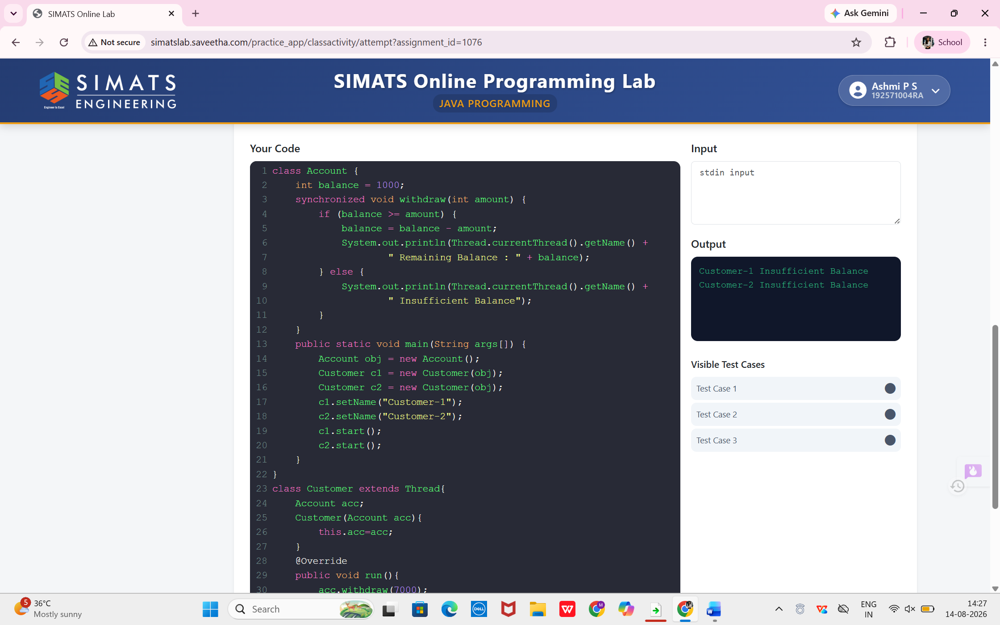 SIMATS Online Lab
Ask Gemini
Not secure
simatslab.saveetha.com/practice_app/classactivity/attempt?assignment_id=1076
School
SIMATS
ENGINEERING
Engineer to Excel
SIMATS Online Programming Lab
JAVA PROGRAMMING
Ashmi P S
192571004RA
Your Code
1 class Account {
2     int balance = 1000;
3     synchronized void withdraw(int amount) {
4         if (balance >= amount) {
5             balance = balance - amount;
6             System.out.println(Thread.currentThread().getName() +
7                     " Remaining Balance : " + balance);
8         } else {
9             System.out.println(Thread.currentThread().getName() +
10                     " Insufficient Balance");
11         }
12     }
13     public static void main(String args[]) {
14         Account obj = new Account();
15         Customer c1 = new Customer(obj);
16         Customer c2 = new Customer(obj);
17         c1.setName("Customer-1");
18         c2.setName("Customer-2");
19         c1.start();
20         c2.start();
21     }
22 }
23 class Customer extends Thread{
24     Account acc;
25     Customer(Account acc){
26         this.acc=acc;
27     }
28     @Override
29     public void run(){
30         acc.withdraw(7000);
Input
stdin input
Output
Customer-1 Insufficient Balance
Customer-2 Insufficient Balance
Visible Test Cases
Test Case 1
Test Case 2
Test Case 3
5
36°C
Mostly sunny
Search
DELL
M
W
ENG
IN
14:27
14-08-2026